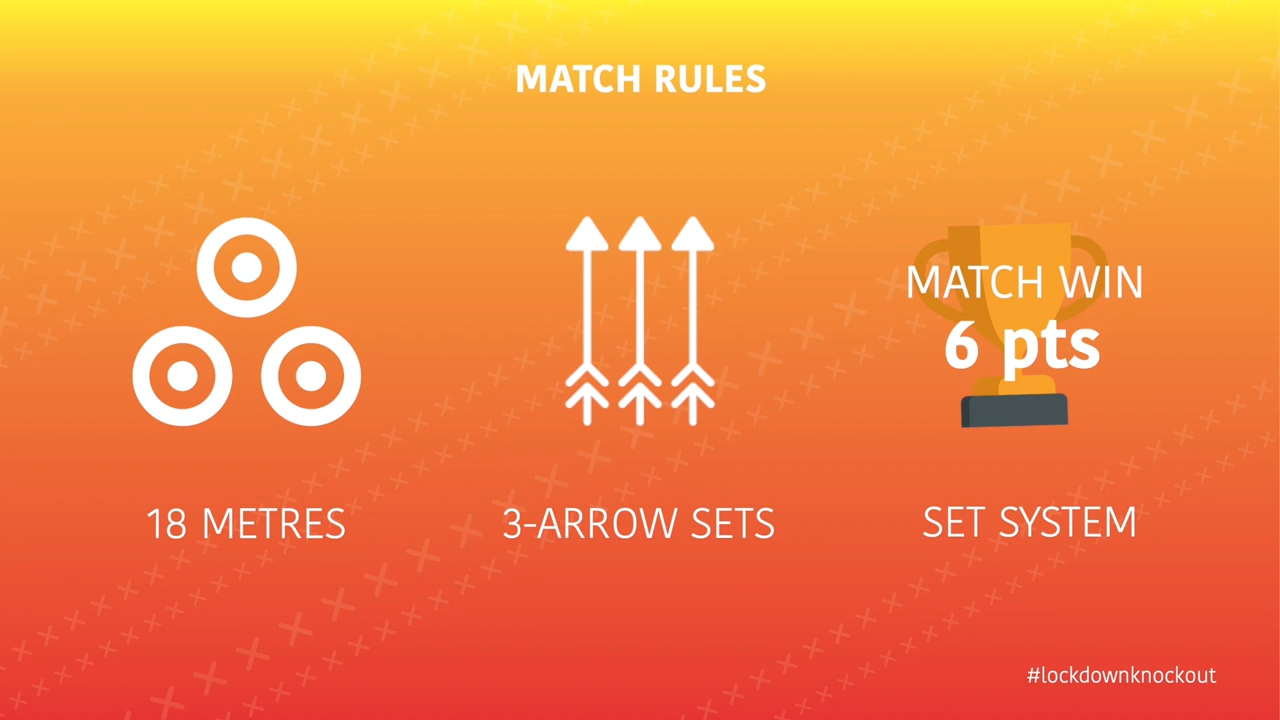 MATCH RULES
MATCH WIN
6 pts
18 METRES
3-ARROW SETS
SET SYSTEM
#lockdownknockout